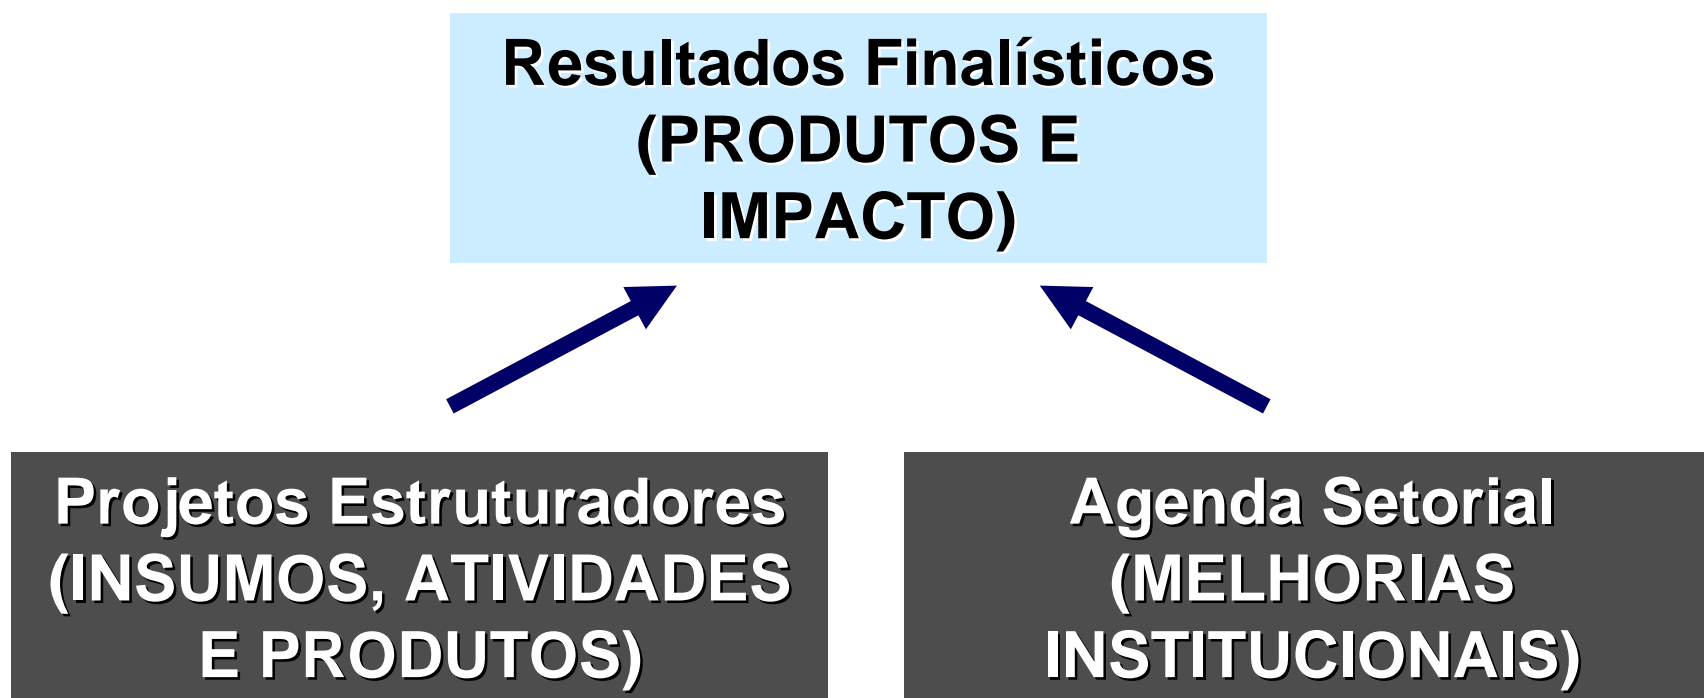 Resultados Finalísticos
(PRODUTOS E
IMPACTO)
Projetos Estruturadores
(INSUMOS, ATIVIDADES
E PRODUTOS)
Agenda Setorial
(MELHORIAS
INSTITUCIONAIS)